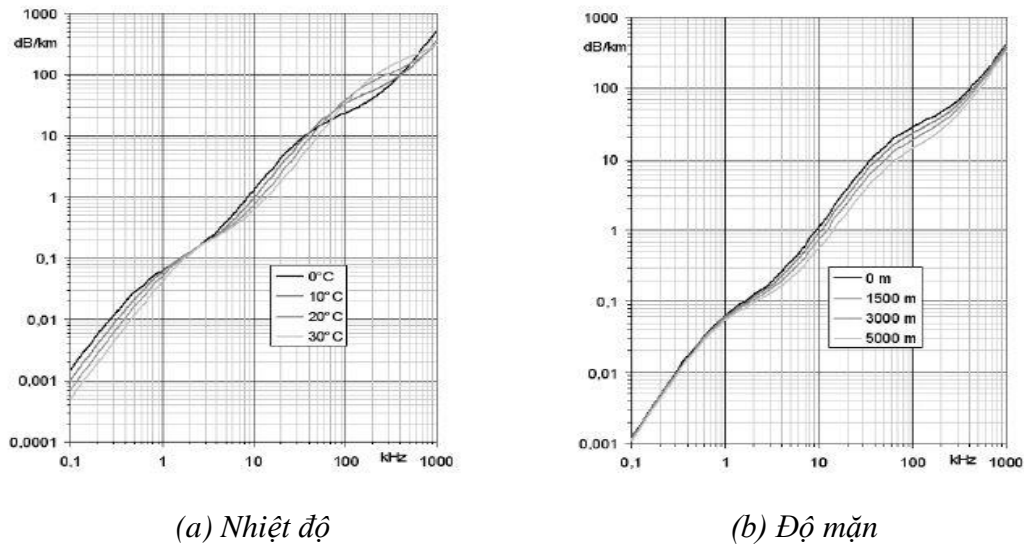 1000
dB/km
100
10
1
0,1
0,01
0,001
0,0001
0,1 1 10 100 kHz 1000
0°C
10°C
20°C
30°C
(a) Nhiệt độ
1000
dB/km
100
10
1
0,1
0,01
0,001
0,1 1 10 100 kHz 1000
0 m
1500 m
3000 m
5000 m
(b) Độ mặn